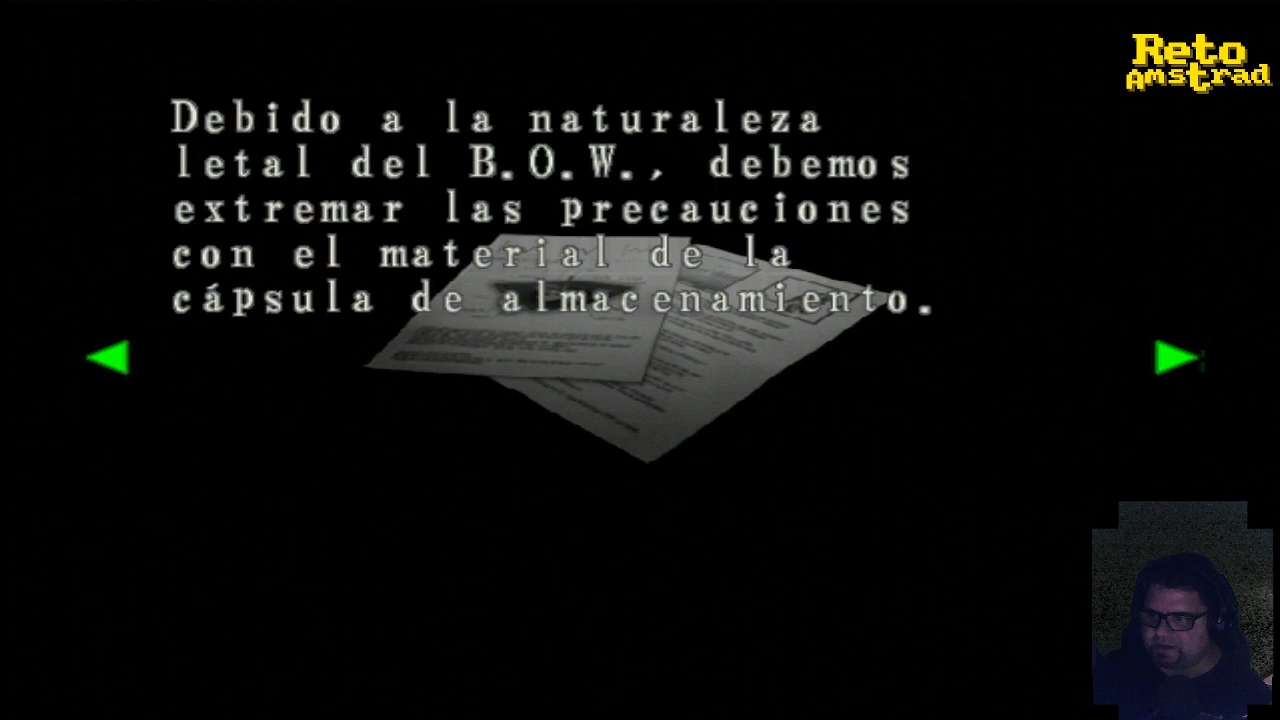 Reto
Amstrad
Debido a la naturaleza
letal del B.O.W., debemos
extremar las precauciones
con el material de la
cápsula de almacenamiento.